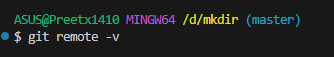 ASUS@Preetx1410 MINGW64 /d/mkdir (master)
$ git remote -v